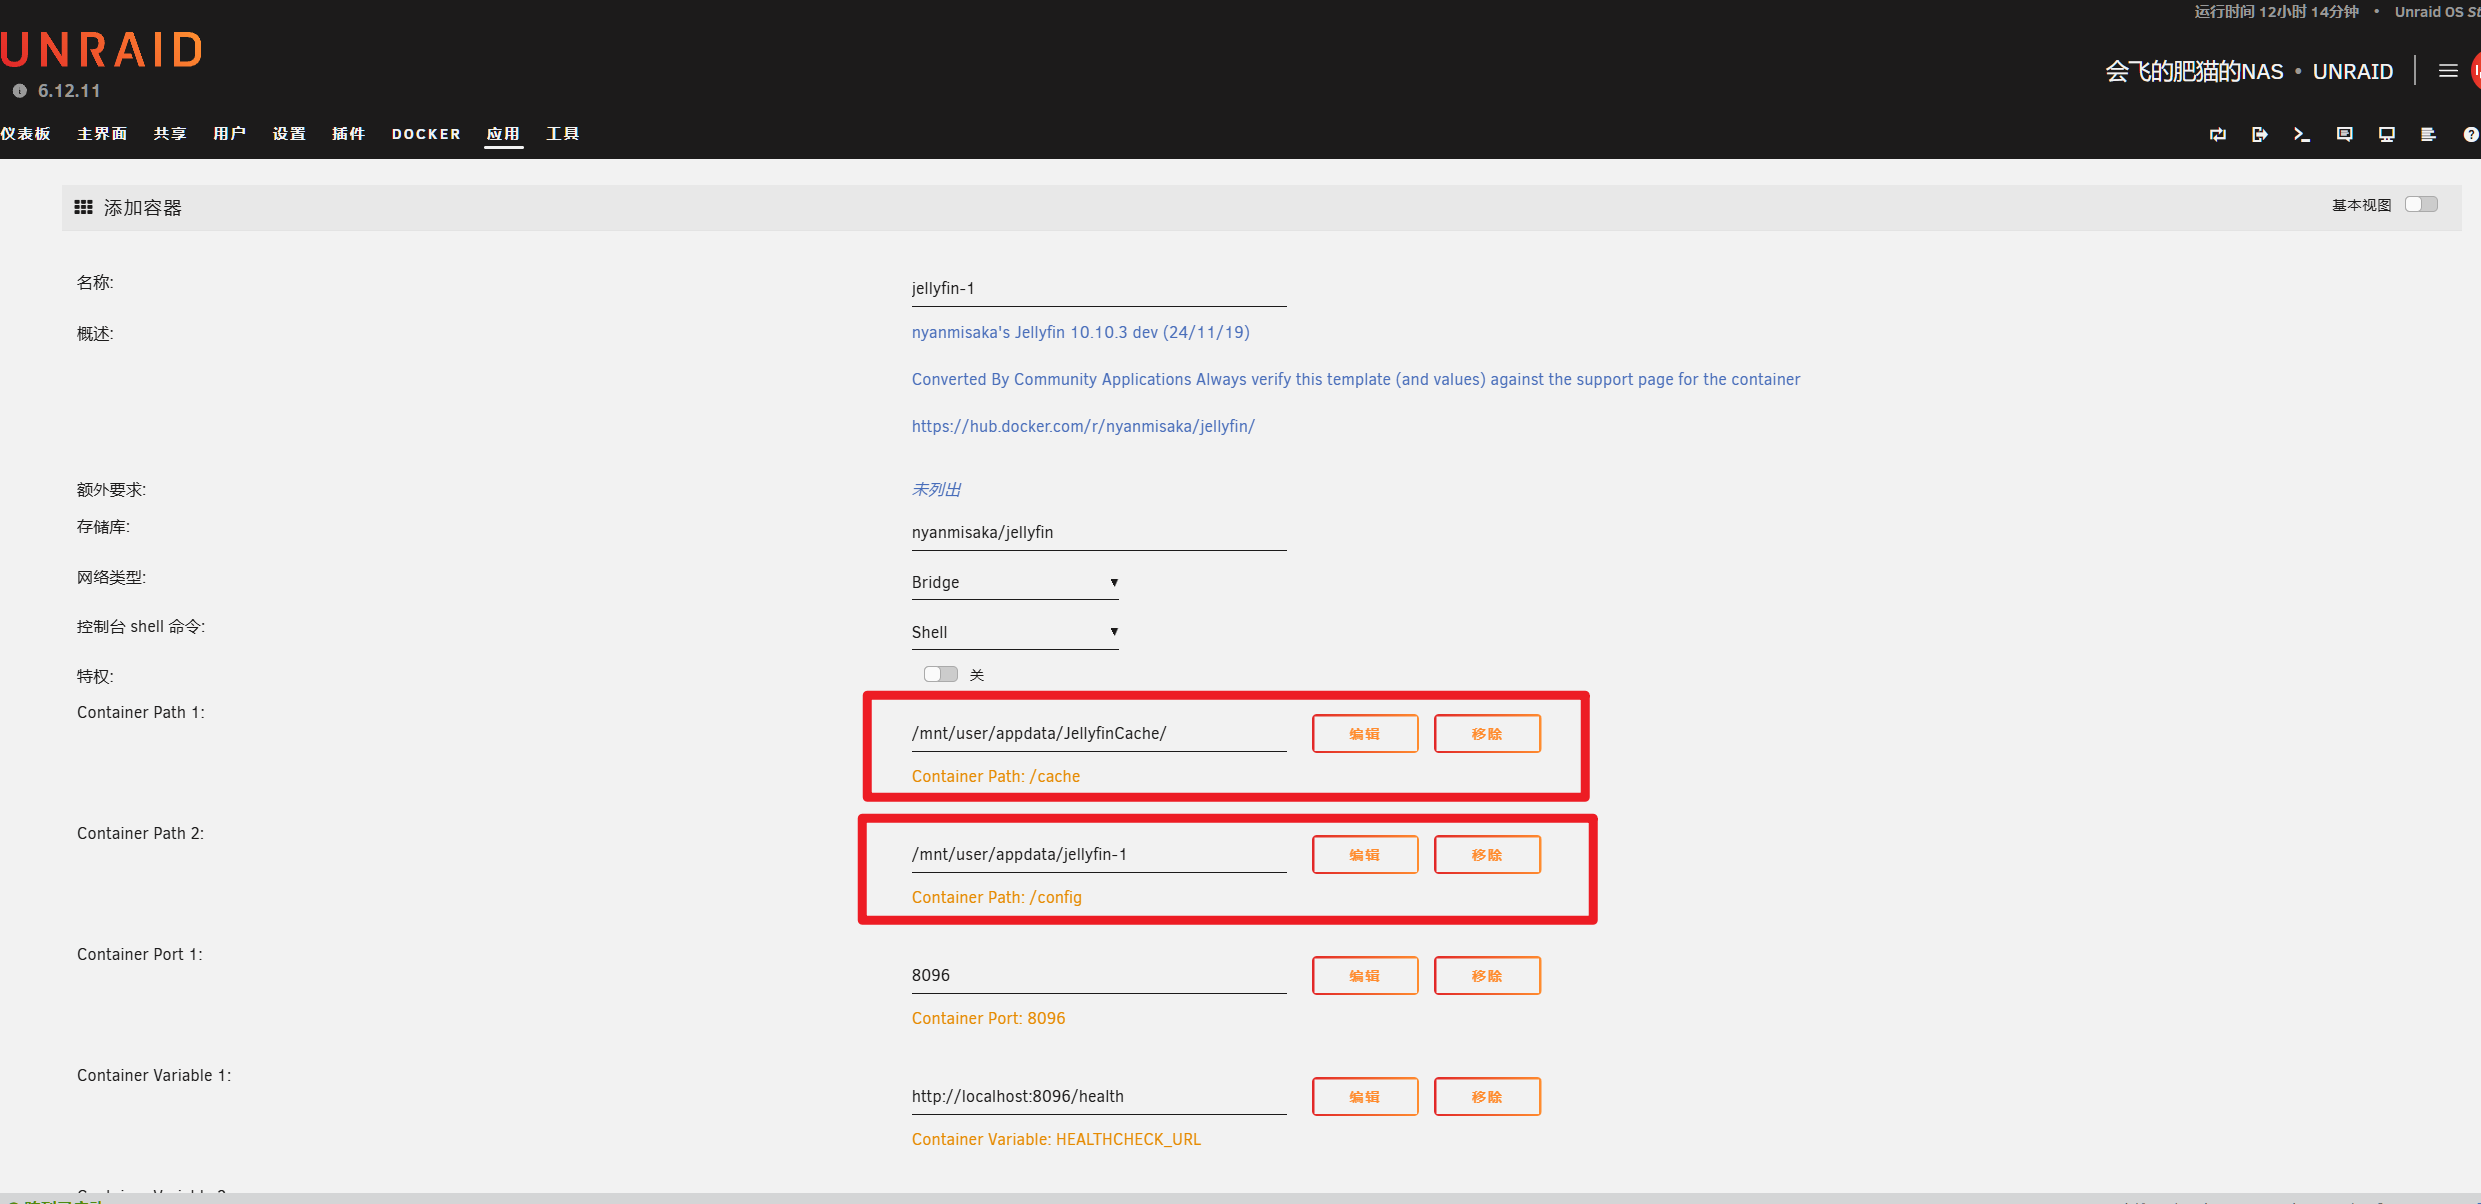 运行时间 12小时 14分钟 • Unraid OS
UNRAID
6.12.11
会飞的肥猫的NAS • UNRAID
仪表板 主界面 共享 用户 设置 插件 DOCKER 应用 工具
添加容器
基本视图
名称:
jellyfin-1
概述:
nyanmisaka's Jellyfin 10.10.3 dev (24/11/19)
Converted By Community Applications Always verify this template (and values) against the support page for the container
https://hub.docker.com/r/nyanmisaka/jellyfin/
额外要求:
未列出
存储库:
nyanmisaka/jellyfin
网络类型:
Bridge
控制台 shell 命令:
Shell
特权:
关
Container Path 1:
/mnt/user/appdata/JellyfinCache/
编辑 移除
Container Path: /cache
Container Path 2:
/mnt/user/appdata/jellyfin-1
编辑 移除
Container Path: /config
Container Port 1:
8096
编辑 移除
Container Port: 8096
Container Variable 1:
http://localhost:8096/health
编辑 移除
Container Variable: HEALTHCHECK_URL